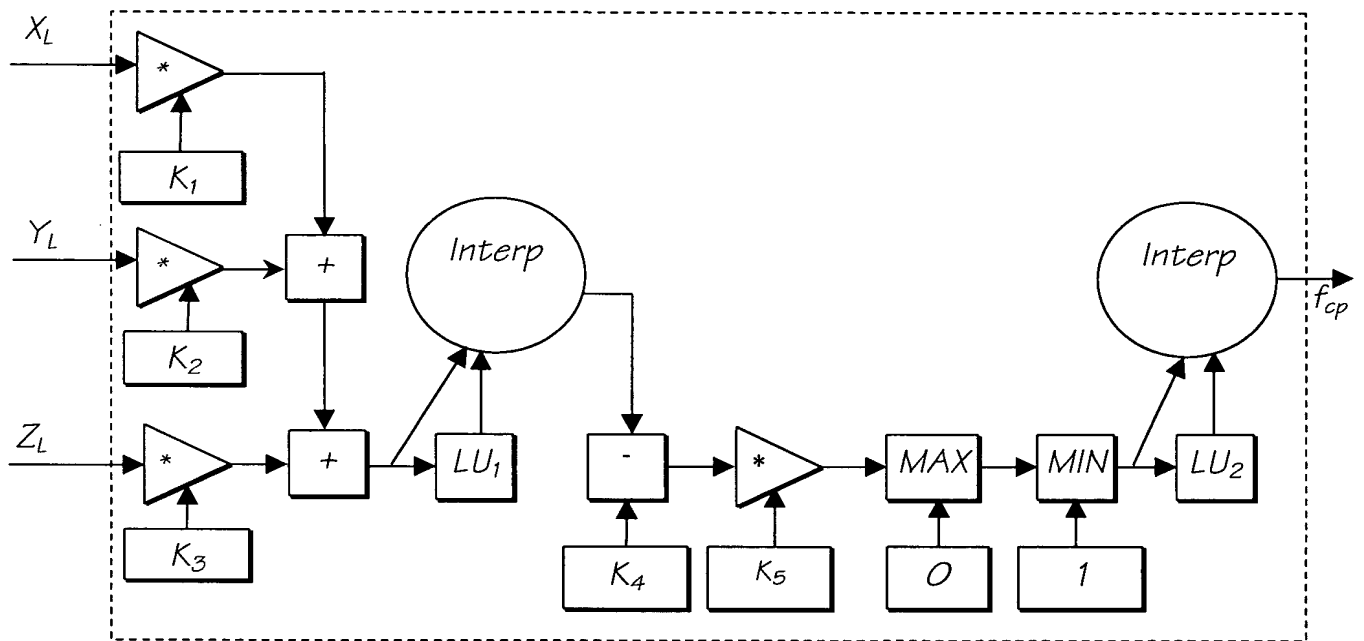 X_L
*
K_1
Y_L
*
+
Interp
Interp
f_cp
K_2
Z_L
*
+
LU_1
-
*
MAX
MIN
LU_2
K_3
K_4
K_5
0
1